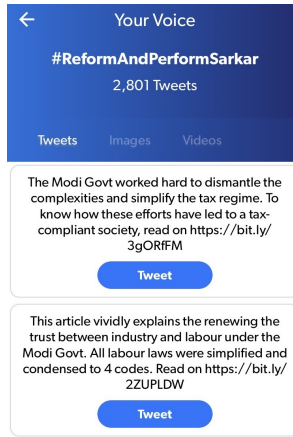 Your Voice
#ReformAndPerformSarkar
2,801 Tweets
Tweets Images Videos
The Modi Govt worked hard to dismantle the
complexities and simplify the tax regime. To
know how these efforts have led to a tax-
compliant society, read on https://bit.ly/
3gORfFM
Tweet
This article vividly explains the renewing the
trust between industry and labour under the
Modi Govt. All labour laws were simplified and
condensed to 4 codes. Read on https://bit.ly/
2ZUPLDW
Tweet